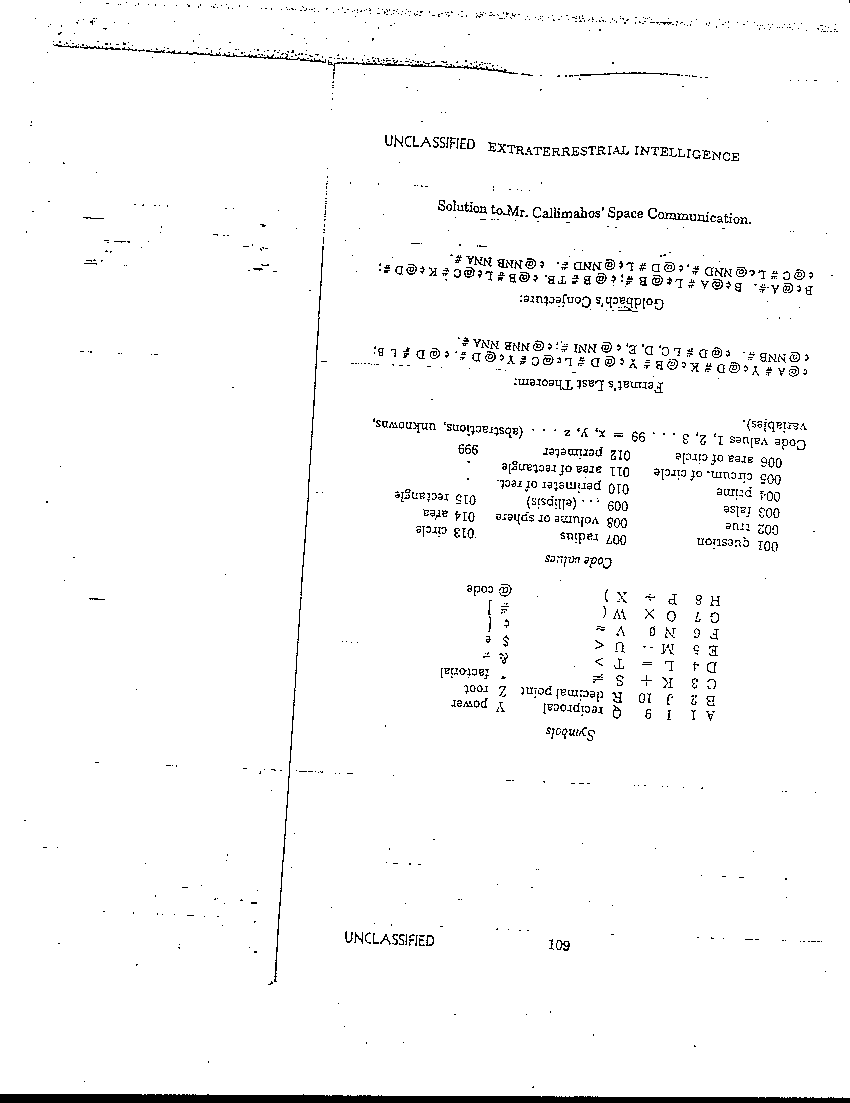 UNCLASSIFIED EXTRATERRESTRIAL INTELLIGENCE
Solution to Mr. Callimahos' Space Communication.
Symbols
A 1 I 9 Q reciprocal Y power
B 2 J 10 R decimal point Z root
C 3 K + S ≠ " factorial
D 4 L = T > & π
E 5 M - U < $ e
F 6 N 0 V ≈ ¢ [
G 7 O × W ( # ]
H 8 P ÷ X ) @ code
Code values
001 question 007 radius 013 circle
002 true 008 volume of sphere 014 area
003 false 009 ... (ellipsis) 015 rectangle
004 prime 010 perimeter of rect. .
005 circum. of circle 011 area of rectangle .
006 area of circle 012 perimeter 999
Code values 1, 2, 3 . . . 99 = x, y, z . . . (abstractions, unknowns,
variables).
Fermat's Last Theorem:
¢@A#Y¢@D#K¢@B#Y¢@D#L¢@C#Y¢@D#. ¢@D#TB;
¢@NNB#. ¢@D#LC, D, E, ¢@NNI#;¢@NNB NNA#.
Goldbach's Conjecture:
B¢@A#. B¢@A#L¢@B#;¢@B#TB. ¢@B#L¢@C#K¢@D#;
¢@C#L¢@NND#.¢@D#L¢@NND#. ¢@NNB NNA#.
UNCLASSIFIED 109